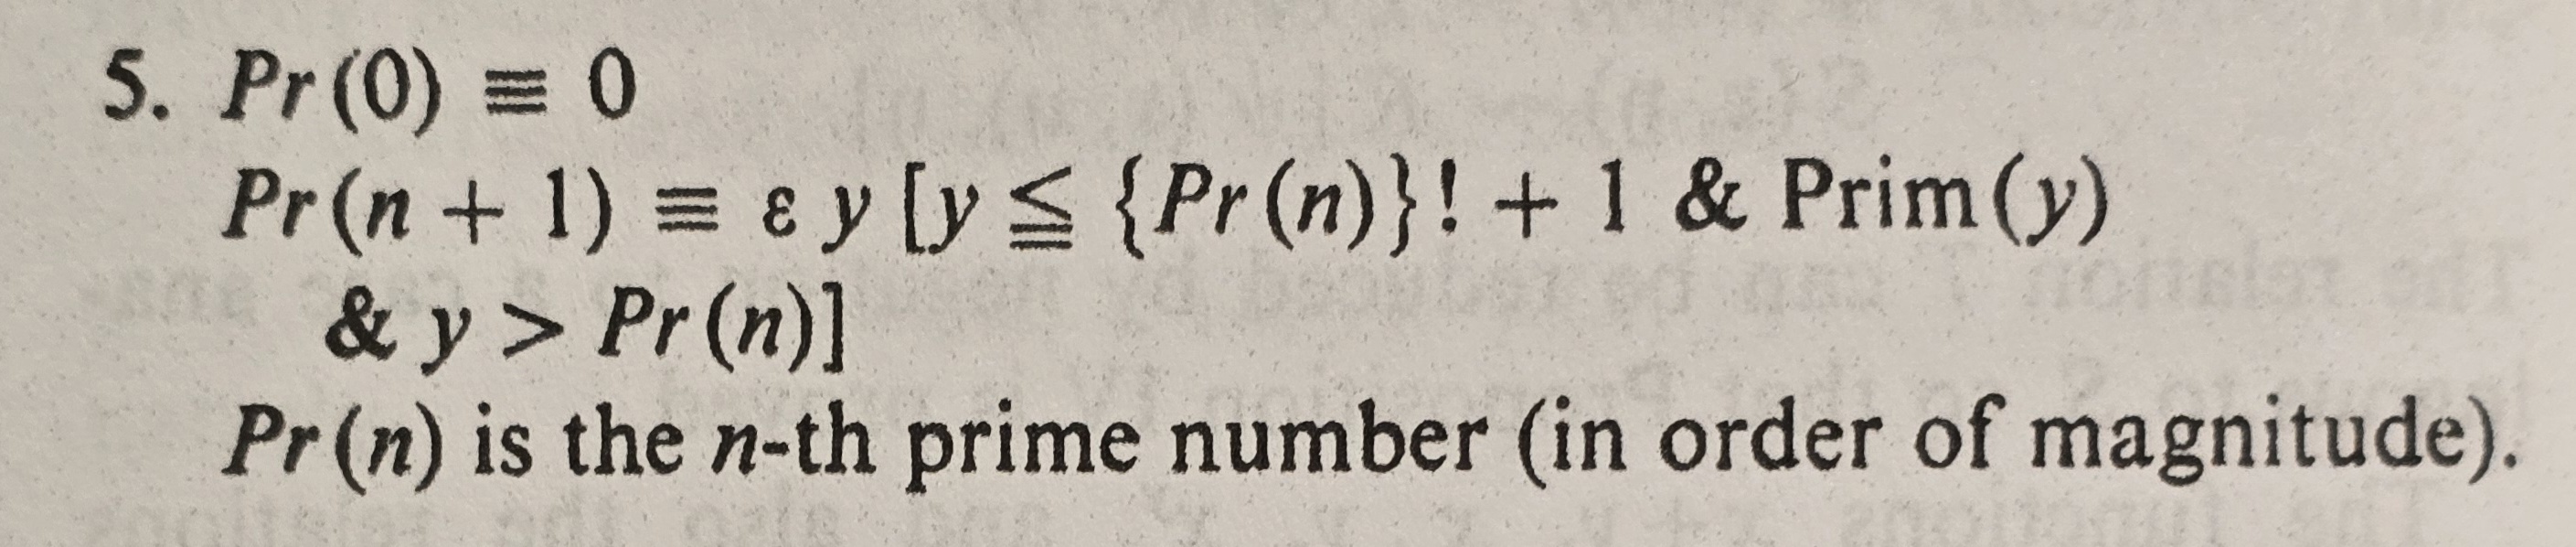 5. Pr(0) ≡ 0
Pr(n + 1) ≡ ε y [y ≦ {Pr(n)}! + 1 & Prim(y)
& y > Pr(n)]
Pr(n) is the n-th prime number (in order of magnitude).